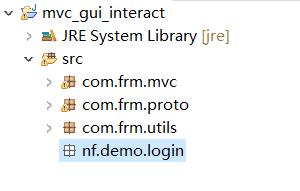 mvc_gui_interact
JRE System Library [jre]
src
com.frm.mvc
com.frm.proto
com.frm.utils
nf.demo.login